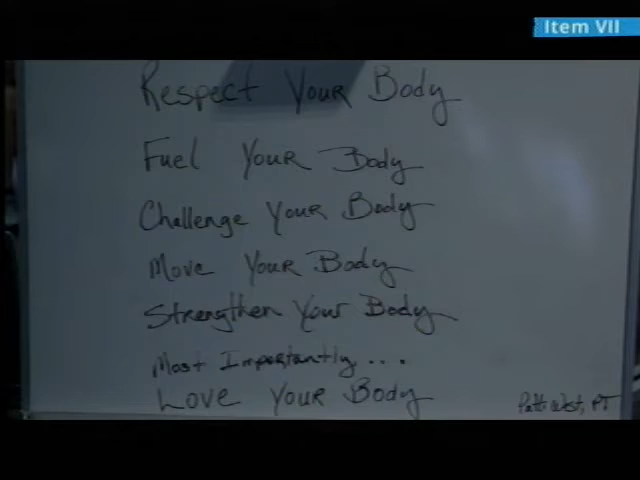 Item VII
Respect Your Body
Fuel Your Body
Challenge Your Body
Move Your Body
Strengthen Your Body
Most Importantly...
Love Your Body
Patti West, PT